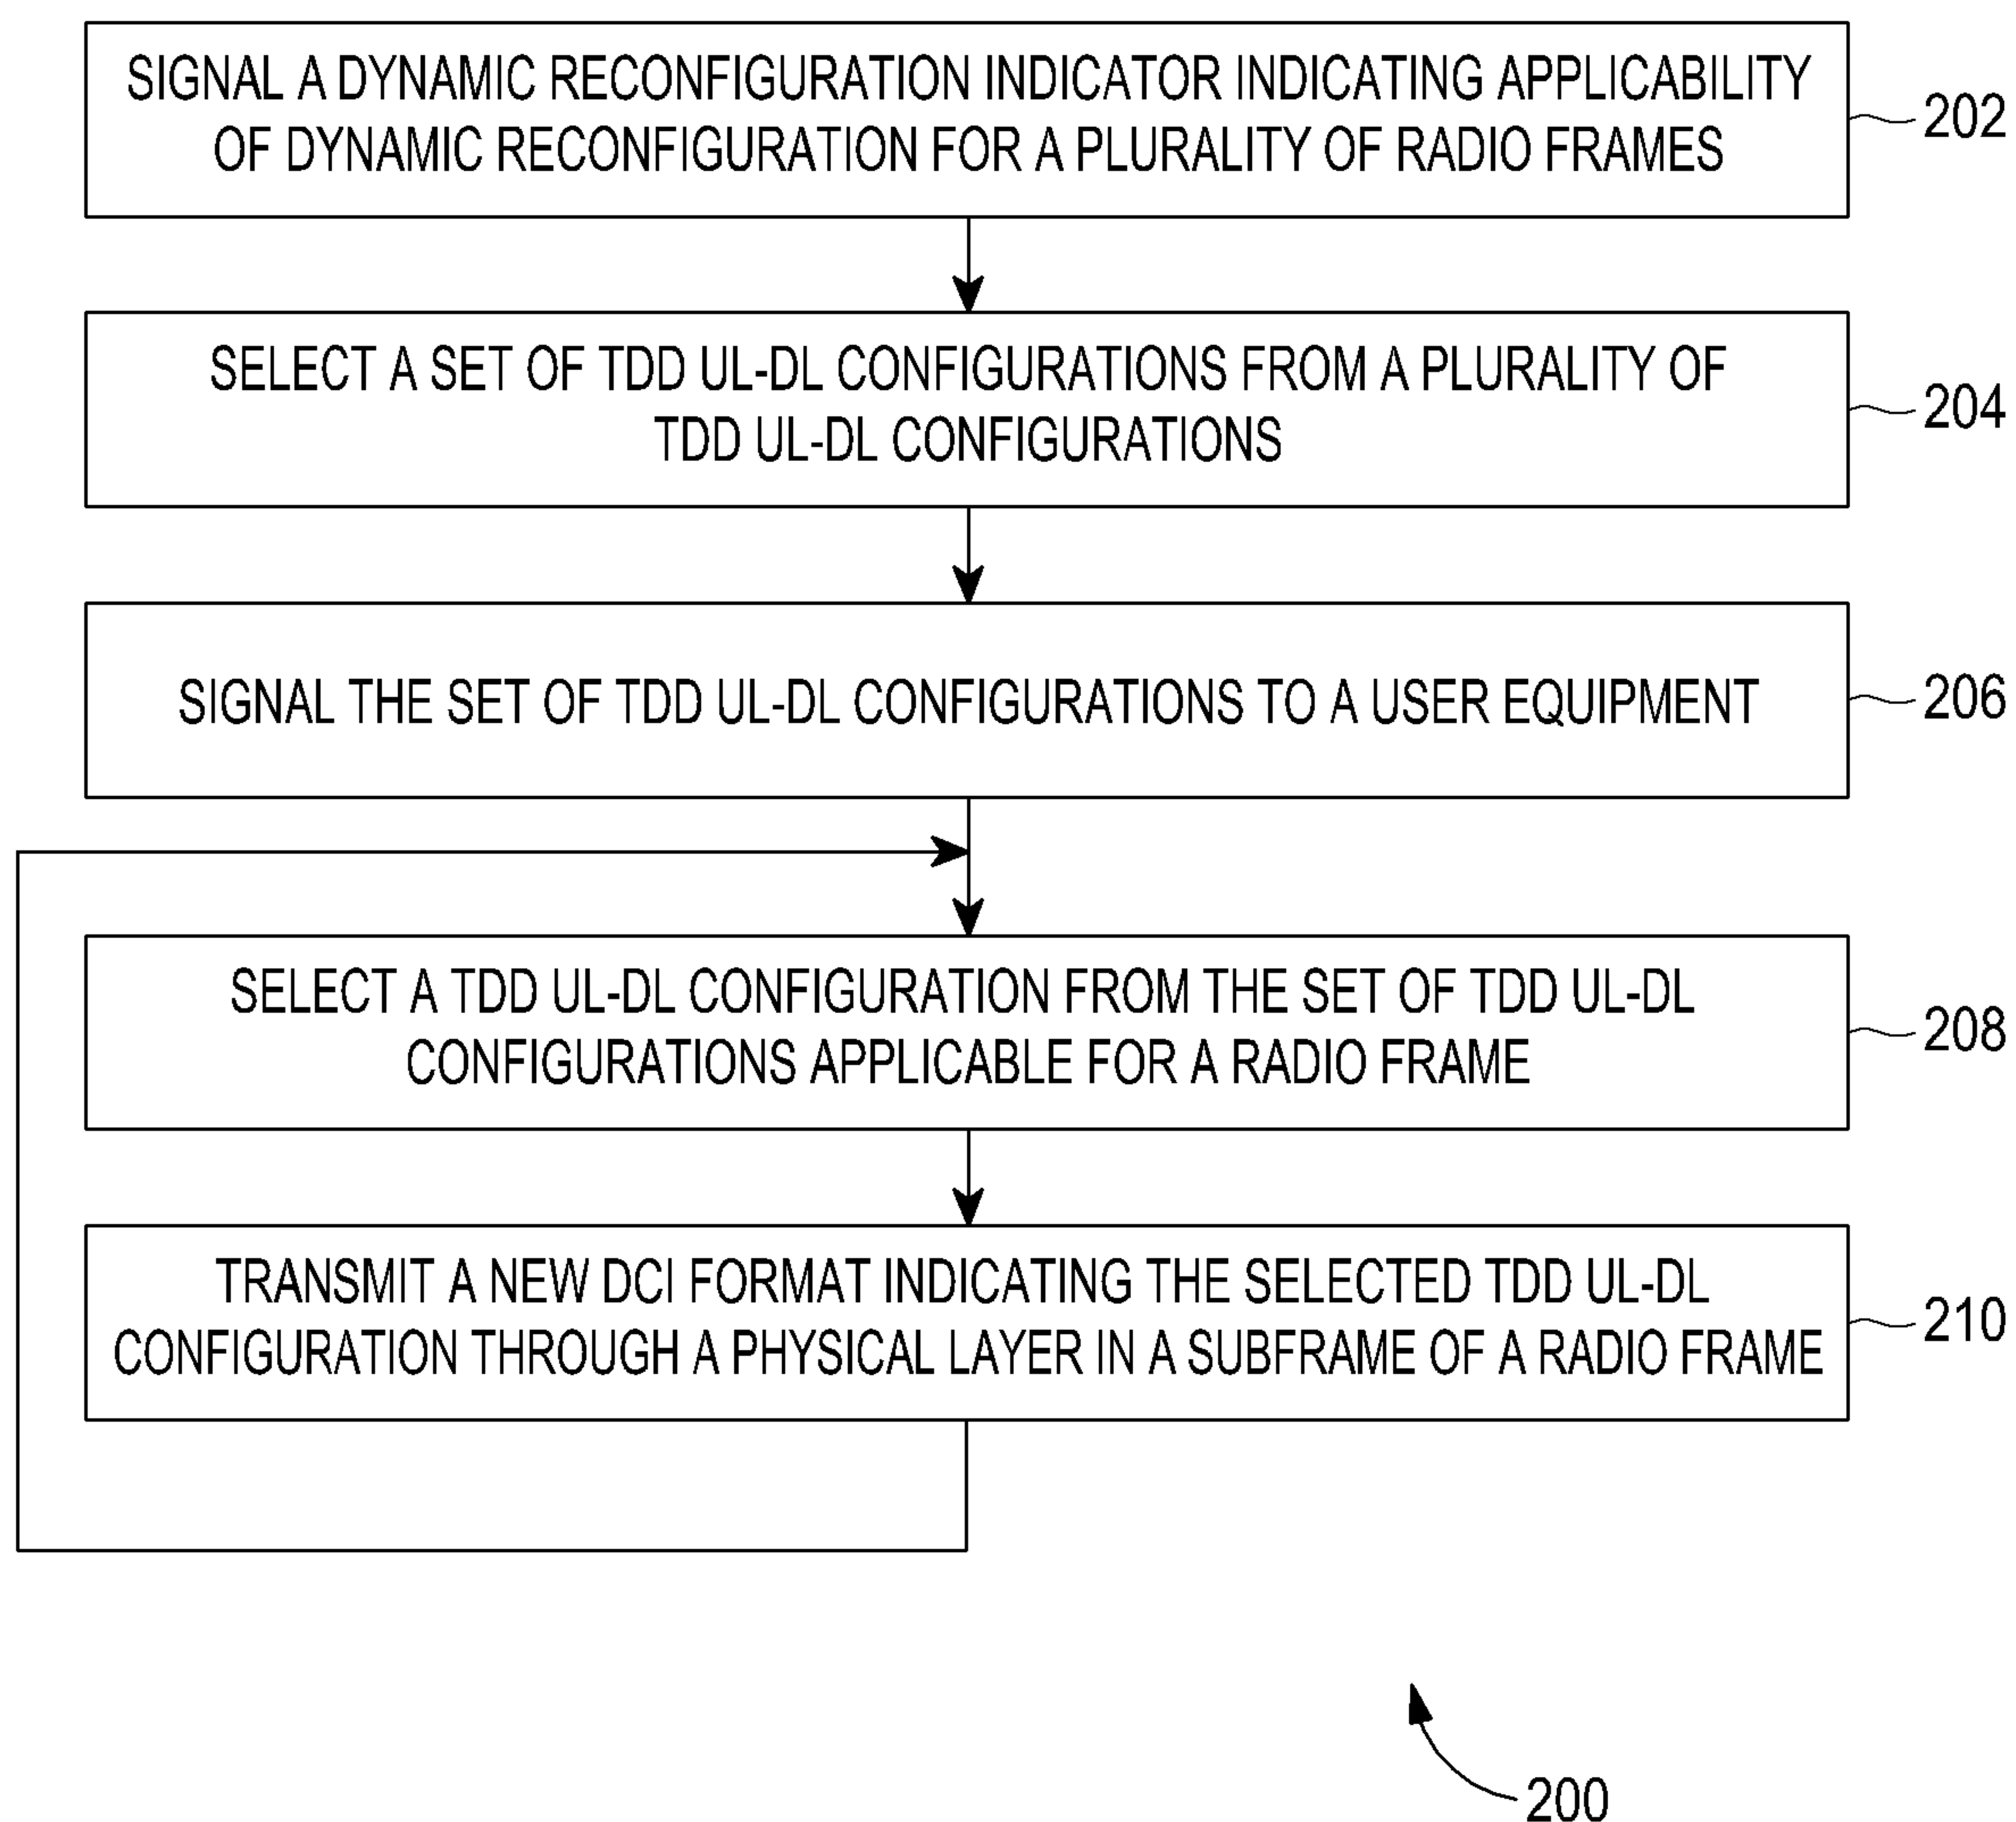 SIGNAL A DYNAMIC RECONFIGURATION INDICATOR INDICATING APPLICABILITY
OF DYNAMIC RECONFIGURATION FOR A PLURALITY OF RADIO FRAMES
202
SELECT A SET OF TDD UL-DL CONFIGURATIONS FROM A PLURALITY OF
TDD UL-DL CONFIGURATIONS
204
SIGNAL THE SET OF TDD UL-DL CONFIGURATIONS TO A USER EQUIPMENT
206
SELECT A TDD UL-DL CONFIGURATION FROM THE SET OF TDD UL-DL
CONFIGURATIONS APPLICABLE FOR A RADIO FRAME
208
TRANSMIT A NEW DCI FORMAT INDICATING THE SELECTED TDD UL-DL
CONFIGURATION THROUGH A PHYSICAL LAYER IN A SUBFRAME OF A RADIO FRAME
210
200